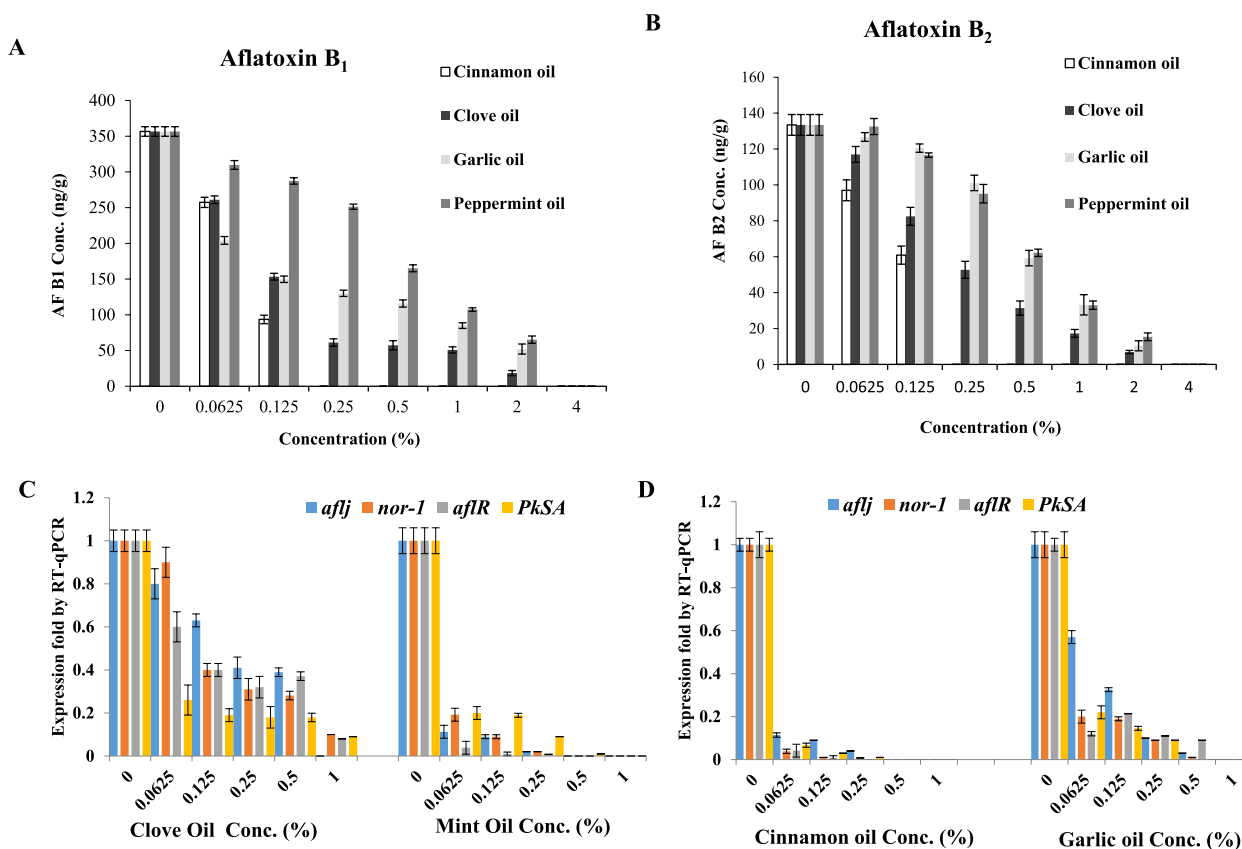 A
Aflatoxin B1
Cinnamon oil
Clove oil
Garlic oil
Peppermint oil
AF B1 Conc. (ng/g)
400
350
300
250
200
150
100
50
0
0 0.0625 0.125 0.25 0.5 1 2 4
Concentration (%)
B
Aflatoxin B2
Cinnamon oil
Clove oil
Garlic oil
Peppermint oil
AF B2 Conc. (ng/g)
160
140
120
100
80
60
40
20
0
0 0.0625 0.125 0.25 0.5 1 2 4
Concentration (%)
C
aflj nor-1 aflR PkSA
Expression fold by RT-qPCR
1.2
1
0.8
0.6
0.4
0.2
0
0 0.0625 0.125 0.25 0.5 1
Clove Oil Conc. (%)
0 0.0625 0.125 0.25 0.5 1
Mint Oil Conc. (%)
D
aflj nor-1 aflR PkSA
Expression fold by RT-qPCR
1.2
1
0.8
0.6
0.4
0.2
0
0 0.0625 0.125 0.25 0.5 1
Cinnamon oil Conc. (%)
0 0.0625 0.125 0.25 0.5 1
Garlic oil Conc. (%)